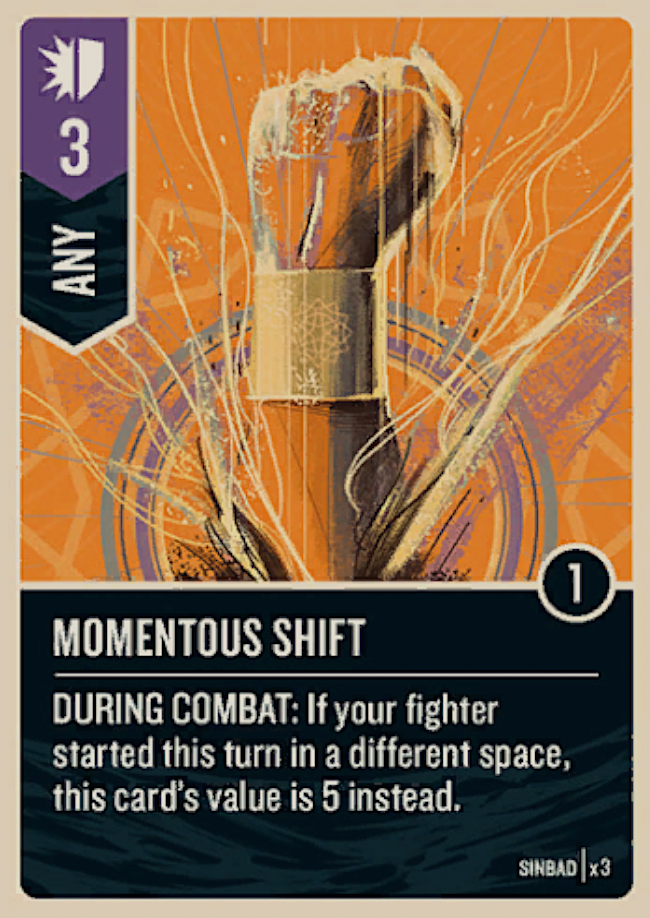 3
ANY
1
MOMENTOUS SHIFT
DURING COMBAT: If your fighter
started this turn in a different space,
this card's value is 5 instead.
SINBAD | x3